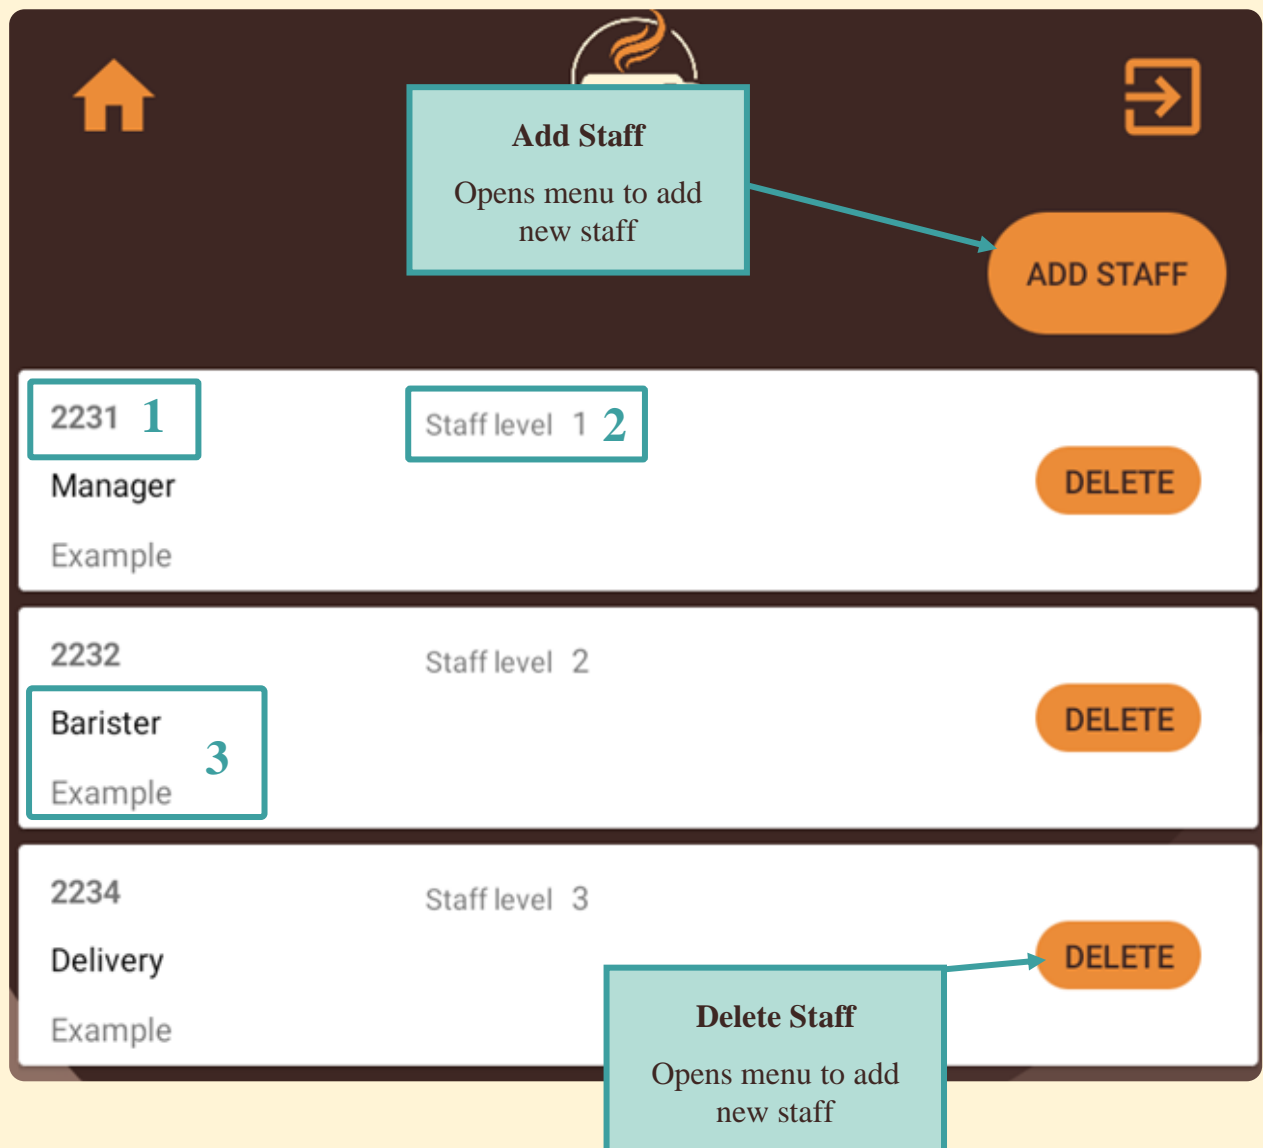 Add Staff
Opens menu to add
new staff
ADD STAFF
2231 1
Staff level 1 2
Manager
DELETE
Example
2232
Staff level 2
Barister
3
DELETE
Example
2234
Staff level 3
Delivery
DELETE
Example
Delete Staff
Opens menu to add
new staff